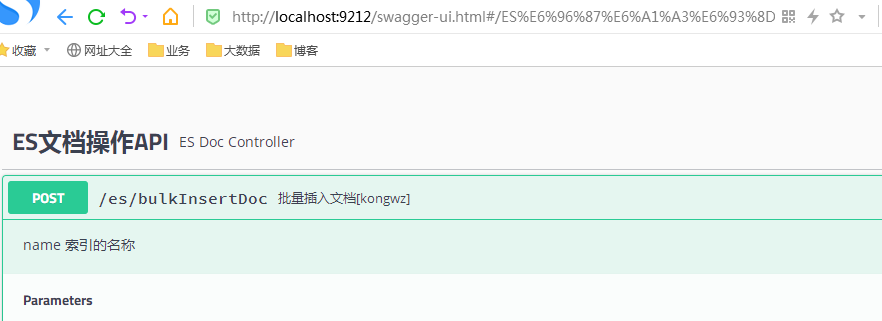 http://localhost:9212/swagger-ui.html#/ES%E6%96%87%E6%A1%A3%E6%93%8D
收藏 网址大全 业务 大数据 博客
ES文档操作API ES Doc Controller
POST /es/bulkInsertDoc 批量插入文档[kongwz]
name 索引的名称
Parameters